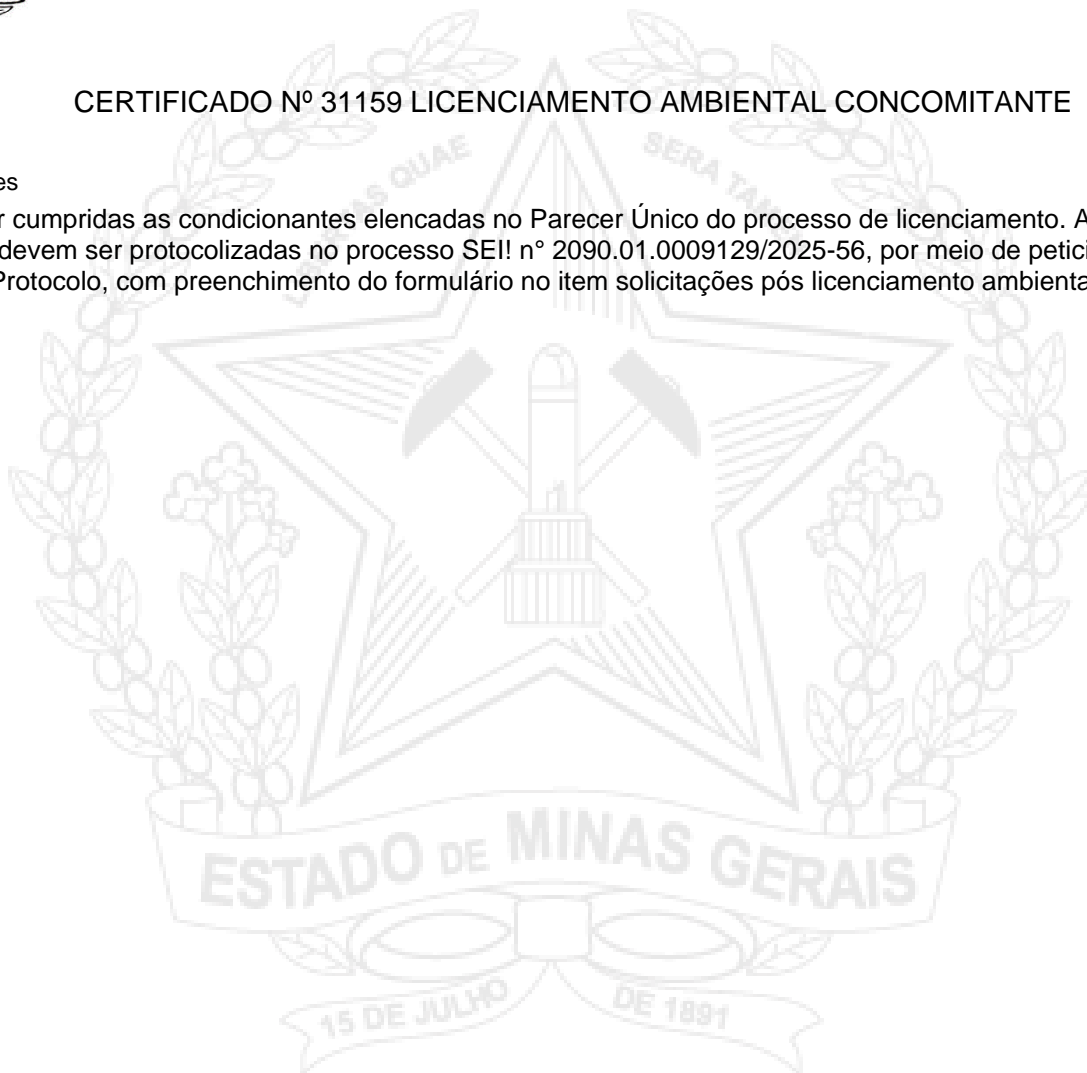 CERTIFICADO Nº 31159 LICENCIAMENTO AMBIENTAL CONCOMITANTE
es
r cumpridas as condicionantes elencadas no Parecer Único do processo de licenciamento. A
devem ser protocolizadas no processo SEI! n° 2090.01.0009129/2025-56, por meio de petici
Protocolo, com preenchimento do formulário no item solicitações pós licenciamento ambienta
QUAE SERA
ESTADO DE MINAS GERAIS
15 DE JULHO DE 1891